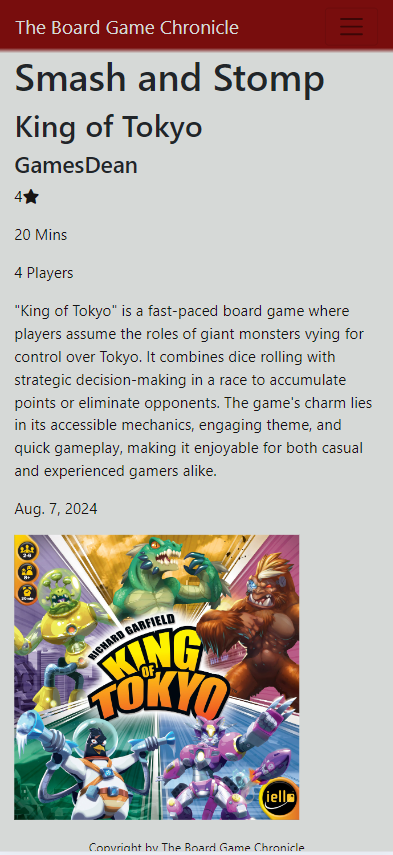 The Board Game Chronicle
Smash and Stomp
King of Tokyo
GamesDean
4
20 Mins
4 Players
"King of Tokyo" is a fast-paced board game where
players assume the roles of giant monsters vying for
control over Tokyo. It combines dice rolling with
strategic decision-making in a race to accumulate
points or eliminate opponents. The game's charm lies
in its accessible mechanics, engaging theme, and
quick gameplay, making it enjoyable for both casual
and experienced gamers alike.
Aug. 7, 2024
2-6
8+
RICHARD GARFIELD
KING
OF
TOKYO
iello
Copyright by The Board Game Chronicle